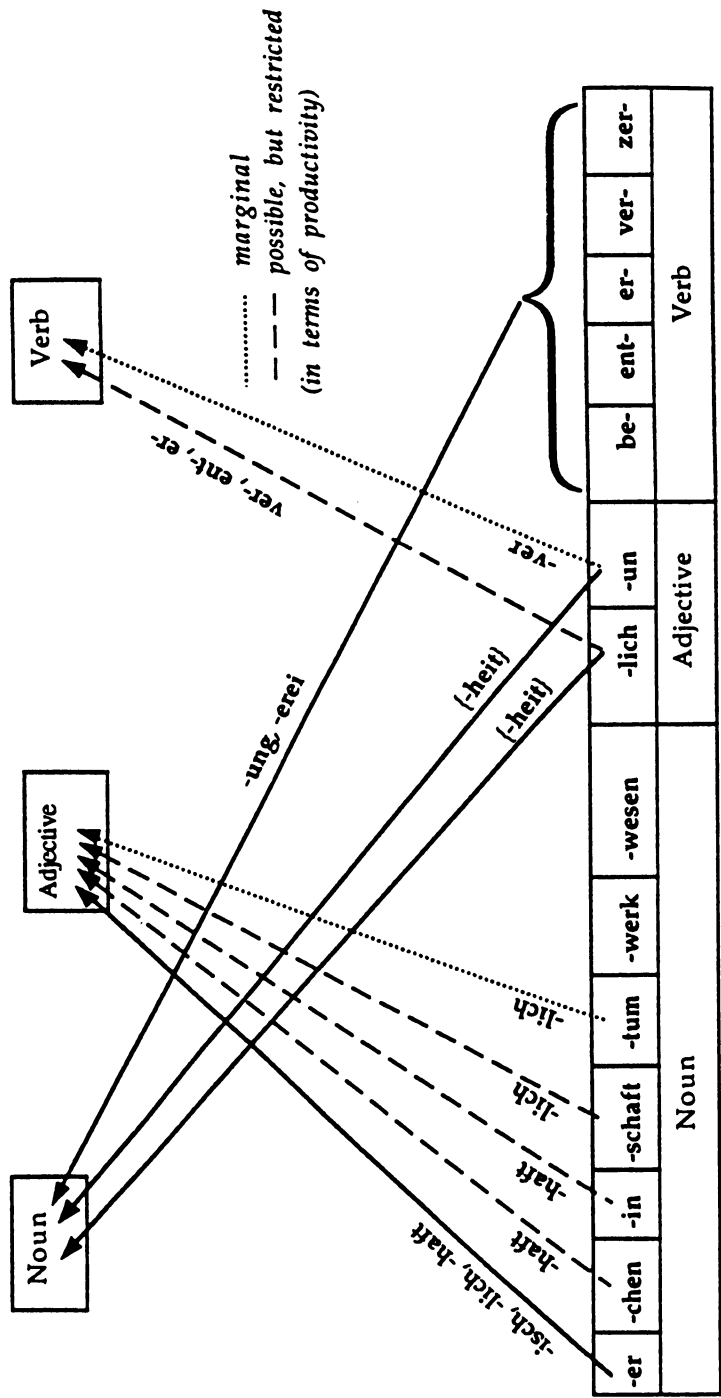 Noun
Adjective
Verb
········· marginal
— — — possible, but restricted
(in terms of productivity)
-ung, -erei
ver-, ent-, er-
{-heit}
{-heit}
-ver
-isch, -lich, -haft
-haft
-haft
-lich
-lich
-er -chen -in -schaft -tum -werk -wesen -lich -un be- ent- er- ver- zer-
Noun Adjective Verb